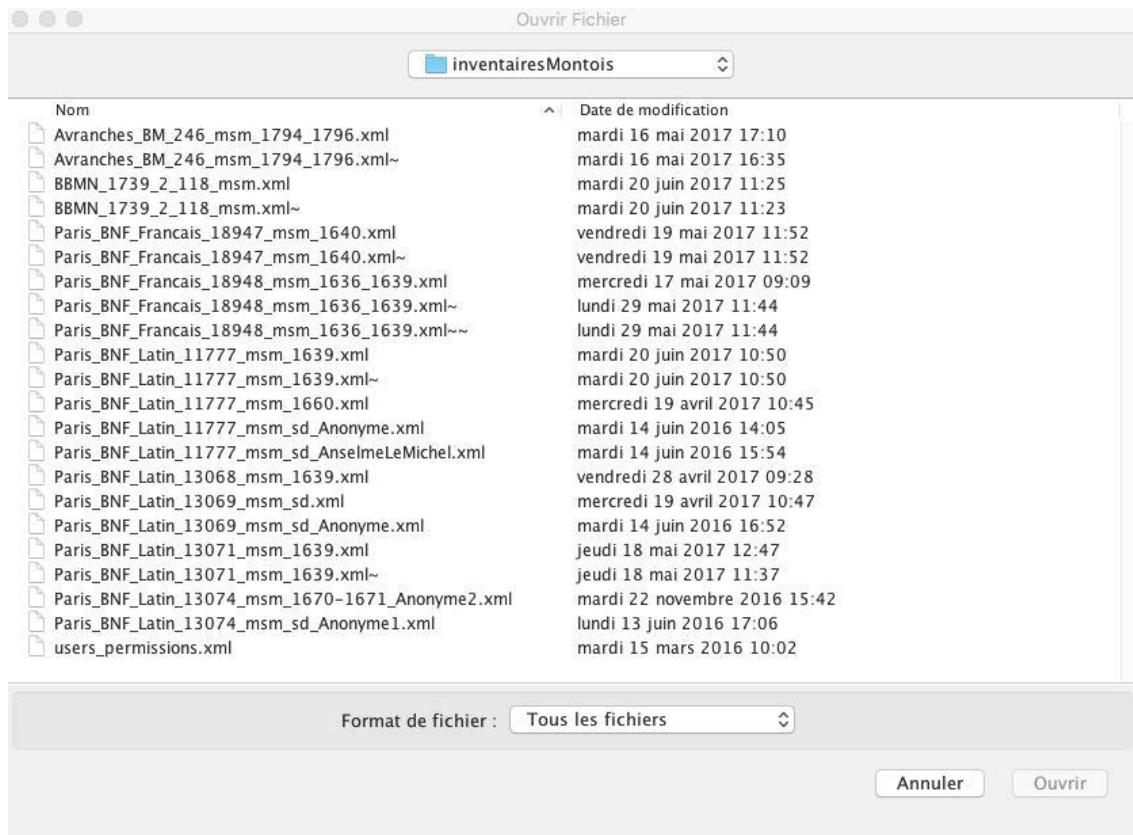 Ouvrir Fichier
inventairesMontois
Nom Date de modification
Avranches_BM_246_msm_1794_1796.xml mardi 16 mai 2017 17:10
Avranches_BM_246_msm_1794_1796.xml~ mardi 16 mai 2017 16:35
BBMN_1739_2_118_msm.xml mardi 20 juin 2017 11:25
BBMN_1739_2_118_msm.xml~ mardi 20 juin 2017 11:23
Paris_BNF_Francais_18947_msm_1640.xml vendredi 19 mai 2017 11:52
Paris_BNF_Francais_18947_msm_1640.xml~ vendredi 19 mai 2017 11:52
Paris_BNF_Francais_18948_msm_1636_1639.xml mercredi 17 mai 2017 09:09
Paris_BNF_Francais_18948_msm_1636_1639.xml~ lundi 29 mai 2017 11:44
Paris_BNF_Francais_18948_msm_1636_1639.xml~~ lundi 29 mai 2017 11:44
Paris_BNF_Latin_11777_msm_1639.xml mardi 20 juin 2017 10:50
Paris_BNF_Latin_11777_msm_1639.xml~ mardi 20 juin 2017 10:50
Paris_BNF_Latin_11777_msm_1660.xml mercredi 19 avril 2017 10:45
Paris_BNF_Latin_11777_msm_sd_Anonyme.xml mardi 14 juin 2016 14:05
Paris_BNF_Latin_11777_msm_sd_AnselmeLeMichel.xml mardi 14 juin 2016 15:54
Paris_BNF_Latin_13068_msm_1639.xml vendredi 28 avril 2017 09:28
Paris_BNF_Latin_13069_msm_sd.xml mercredi 19 avril 2017 10:47
Paris_BNF_Latin_13069_msm_sd_Anonyme.xml mardi 14 juin 2016 16:52
Paris_BNF_Latin_13071_msm_1639.xml jeudi 18 mai 2017 12:47
Paris_BNF_Latin_13071_msm_1639.xml~ jeudi 18 mai 2017 11:37
Paris_BNF_Latin_13074_msm_1670-1671_Anonyme2.xml mardi 22 novembre 2016 15:42
Paris_BNF_Latin_13074_msm_sd_Anonyme1.xml lundi 13 juin 2016 17:06
users_permissions.xml mardi 15 mars 2016 10:02
Format de fichier : Tous les fichiers
Annuler Ouvrir